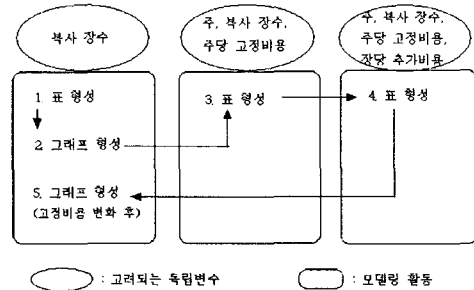 복사 장수
주, 복사 장수,
주당 고정비용
주, 복사 장수,
주당 고정비용,
장당 추가비용
1. 표 형성
2. 그래프 형성
3. 표 형성
4. 표 형성
5. 그래프 형성
(고정비용 변화 후)
: 고려되는 독립변수
: 모델링 활동